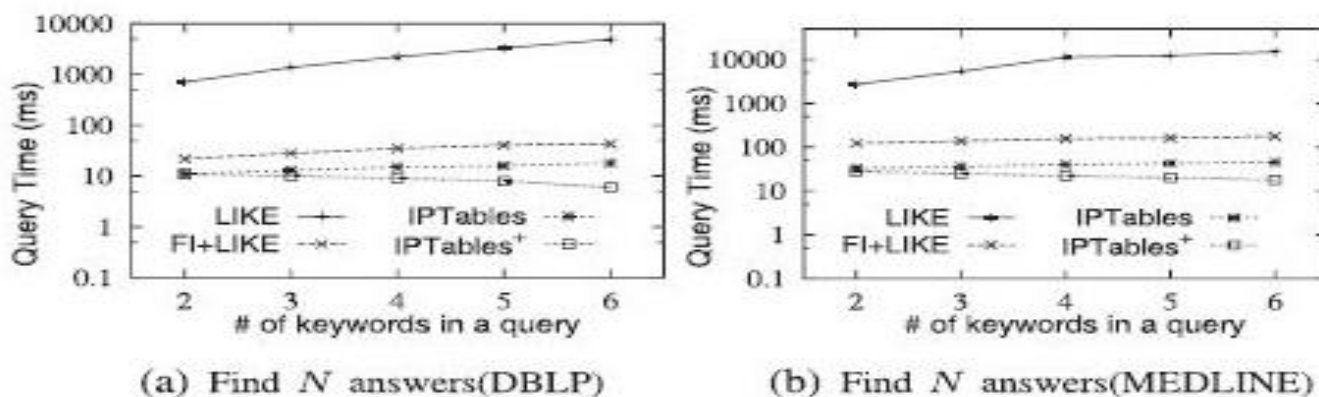 10000
1000
100
10
1
0.1
Query Time (ms)
LIKE
FI+LIKE
IPTables
IPTables+
2 3 4 5 6
# of keywords in a query
(a) Find N answers(DBLP)
10000
1000
100
10
1
0.1
Query Time (ms)
LIKE
FI+LIKE
IPTables
IPTables+
2 3 4 5 6
# of keywords in a query
(b) Find N answers(MEDLINE)